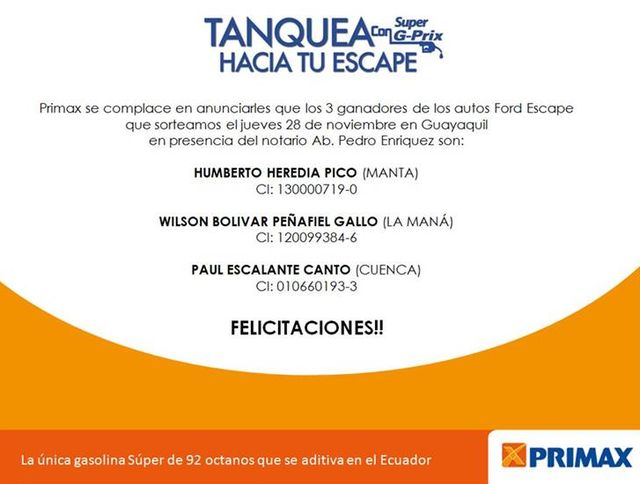 TANQUEA Con Super G-Prix
HACIA TU ESCAPE
Primax se complace en anunciarles que los 3 ganadores de los autos Ford Escape
que sorteamos el jueves 28 de noviembre en Guayaquil
en presencia del notario Ab. Pedro Enriquez son:
HUMBERTO HEREDIA PICO (MANTA)
CI: 130000719-0
WILSON BOLIVAR PEÑAFIEL GALLO (LA MANÁ)
CI: 120099384-6
PAUL ESCALANTE CANTO (CUENCA)
CI: 010660193-3
FELICITACIONES!!
La única gasolina Súper de 92 octanos que se aditiva en el Ecuador
PRIMAX